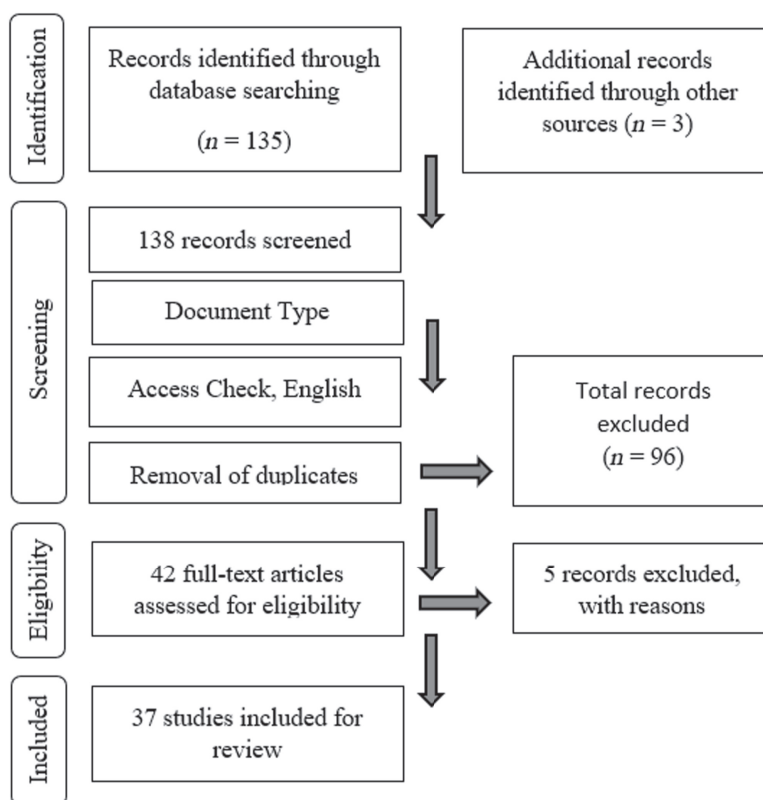 Identification
Records identified through
database searching
(n = 135)
Additional records
identified through other
sources (n = 3)
Screening
138 records screened
Document Type
Access Check, English
Removal of duplicates
Total records
excluded
(n = 96)
Eligibility
42 full-text articles
assessed for eligibility
5 records excluded,
with reasons
Included
37 studies included for
review